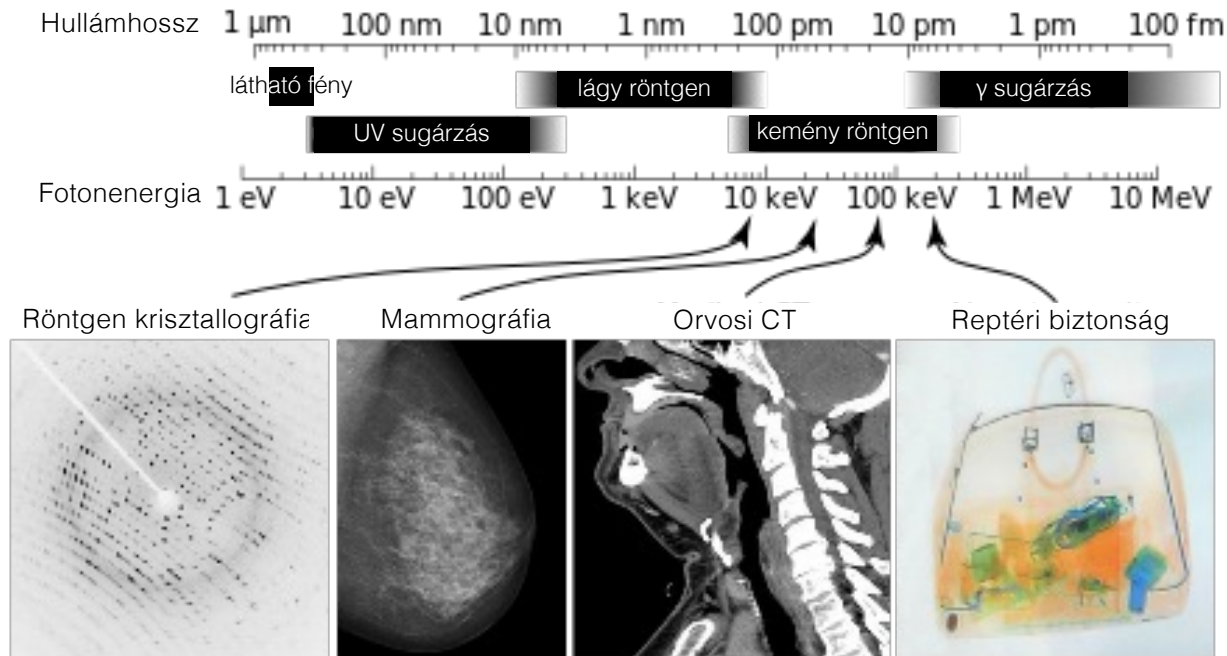 Hullámhossz 1 µm 100 nm 10 nm 1 nm 100 pm 10 pm 1 pm 100 fm
látható fény lágy röntgen γ sugárzás
UV sugárzás kemény röntgen
Fotonenergia 1 eV 10 eV 100 eV 1 keV 10 keV 100 keV 1 MeV 10 MeV
Röntgen krisztallográfia Mammográfia Orvosi CT Reptéri biztonság